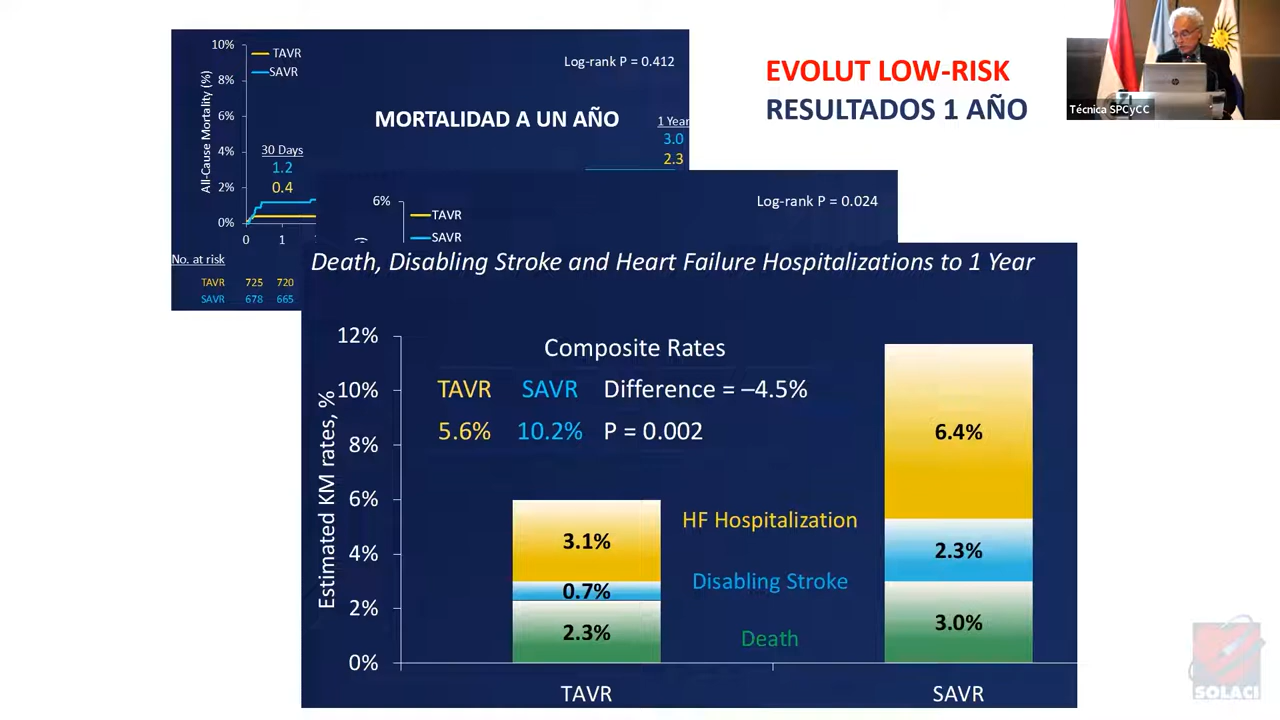 10%
TAVR
SAVR
8%
6%
4%
2%
0%
All-Cause Mortality (%)
Log-rank P = 0.412
MORTALIDAD A UN AÑO
1 Year
3.0
2.3
30 Days
1.2
0.4
0 1
No. at risk
TAVR 725 720
SAVR 678 665
EVOLUT LOW-RISK
RESULTADOS 1 AÑO
Técnica SPCyCC
6%
TAVR
SAVR
Log-rank P = 0.024
Death, Disabling Stroke and Heart Failure Hospitalizations to 1 Year
12%
10%
8%
6%
4%
2%
0%
Estimated KM rates, %
Composite Rates
TAVR SAVR Difference = –4.5%
5.6% 10.2% P = 0.002
6.4%
HF Hospitalization
3.1%
2.3%
Disabling Stroke
0.7%
3.0%
Death
2.3%
TAVR SAVR
SOLACI